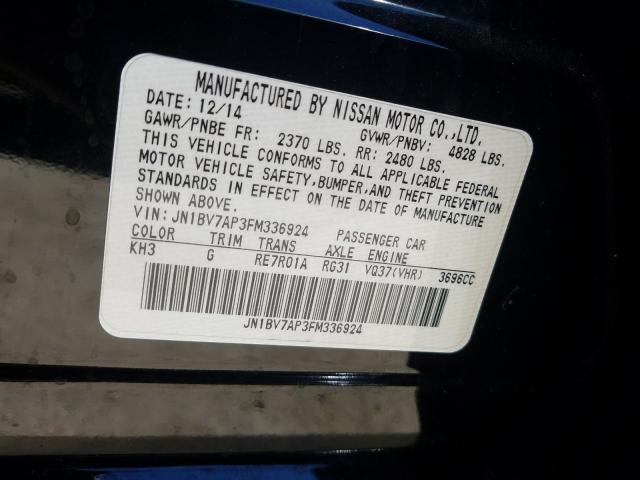 MANUFACTURED BY NISSAN MOTOR CO.,LTD.
DATE: 12/14 GVWR/PNBV: 4828 LBS.
GAWR/PNBE FR: 2370 LBS. RR: 2480 LBS.
THIS VEHICLE CONFORMS TO ALL APPLICABLE FEDERAL
MOTOR VEHICLE SAFETY, BUMPER, AND THEFT PREVENTION
STANDARDS IN EFFECT ON THE DATE OF MANUFACTURE
SHOWN ABOVE.
VIN: JN1BV7AP3FM336924 PASSENGER CAR
COLOR TRIM TRANS AXLE ENGINE
KH3 G RE7R01A RG31 VQ37(VHR) 3696CC
JN1BV7AP3FM336924